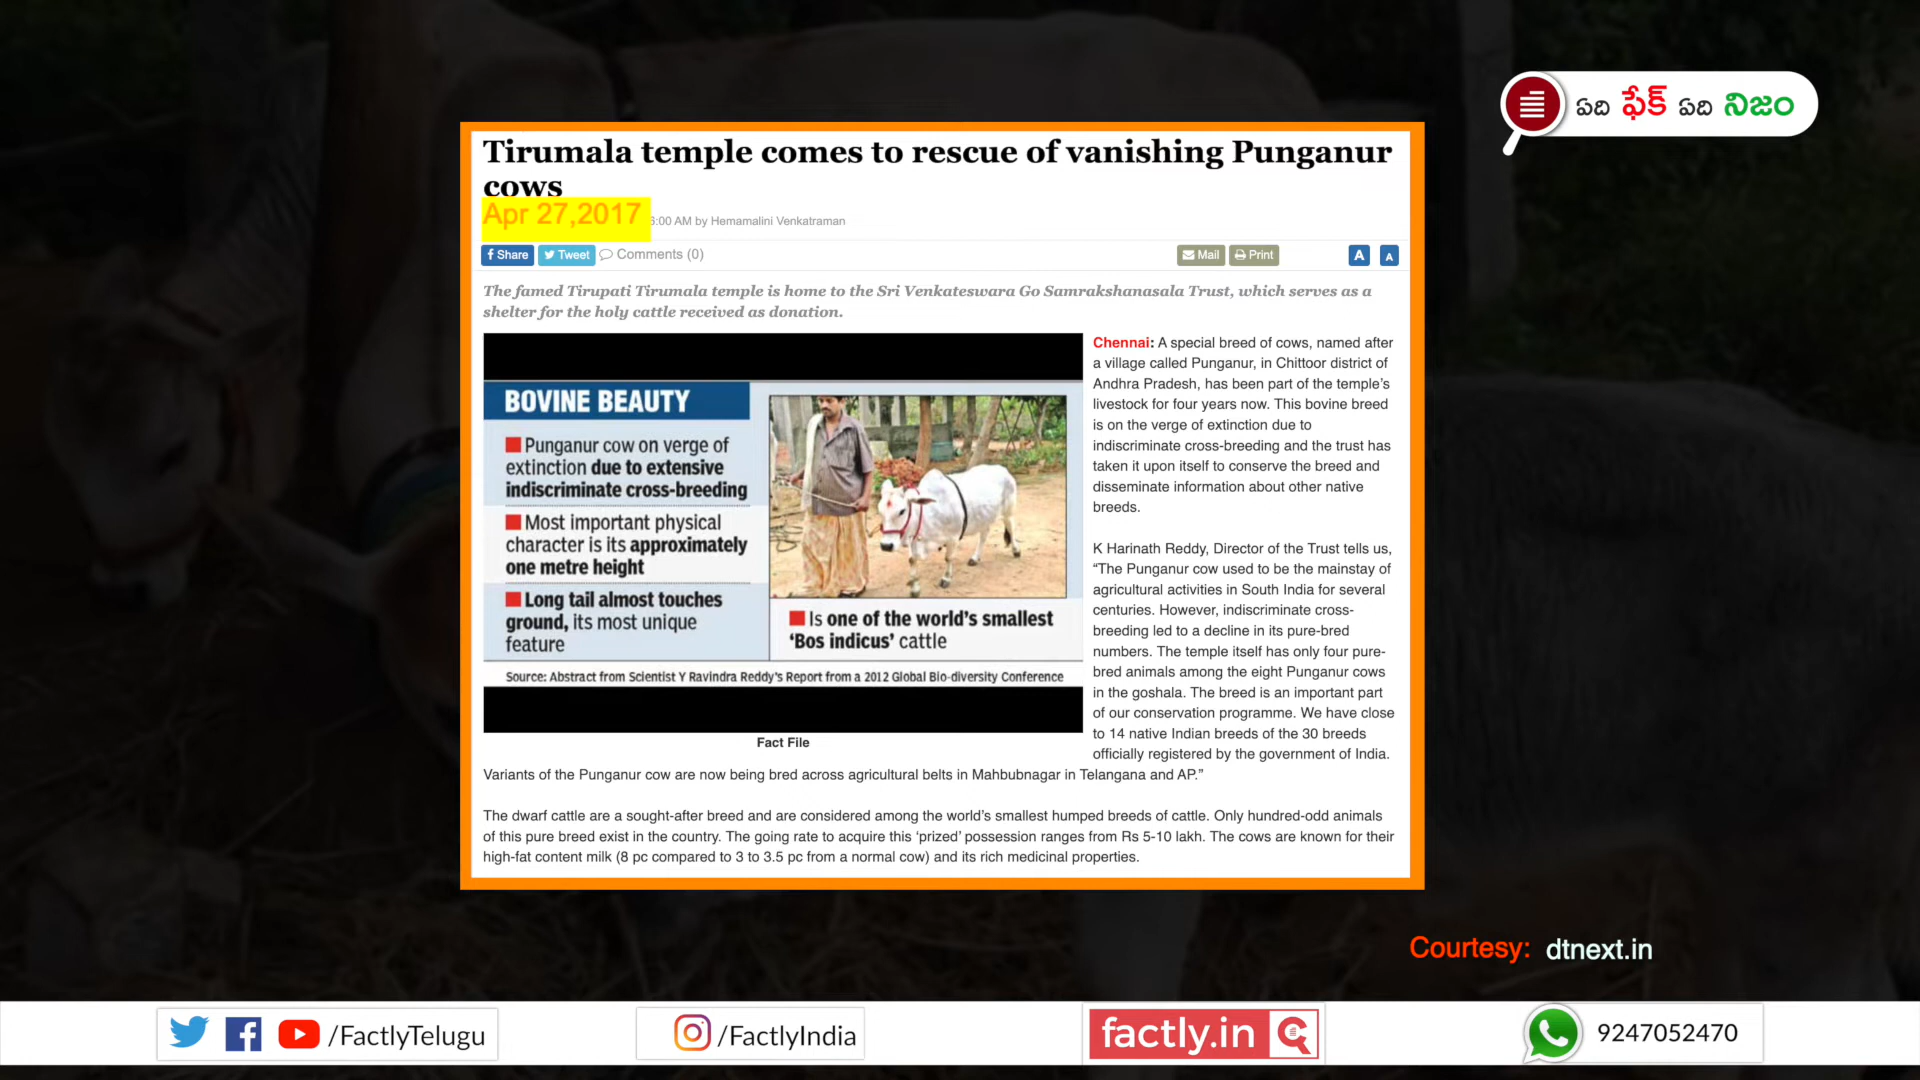 ఏది ఫేక్ ఏది నిజం
Tirumala temple comes to rescue of vanishing Punganur
cows
Apr 27,2017 :00 AM by Hemamalini Venkatraman
Share Tweet Comments (0) Mail Print A A
The famed Tirupati Tirumala temple is home to the Sri Venkateswara Go Samrakshanasala Trust, which serves as a
shelter for the holy cattle received as donation.
BOVINE BEAUTY
Punganur cow on verge of
extinction due to extensive
indiscriminate cross-breeding
Most important physical
character is its approximately
one metre height
Long tail almost touches
ground, its most unique
feature
Is one of the world's smallest
'Bos indicus' cattle
Source: Abstract from Scientist Y Ravindra Reddy's Report from a 2012 Global Bio-diversity Conference
Fact File
Chennai: A special breed of cows, named after
a village called Punganur, in Chittoor district of
Andhra Pradesh, has been part of the temple's
livestock for four years now. This bovine breed
is on the verge of extinction due to
indiscriminate cross-breeding and the trust has
taken it upon itself to conserve the breed and
disseminate information about other native
breeds.
K Harinath Reddy, Director of the Trust tells us,
“The Punganur cow used to be the mainstay of
agricultural activities in South India for several
centuries. However, indiscriminate cross-
breeding led to a decline in its pure-bred
numbers. The temple itself has only four pure-
bred animals among the eight Punganur cows
in the goshala. The breed is an important part
of our conservation programme. We have close
to 14 native Indian breeds of the 30 breeds
officially registered by the government of India.
Variants of the Punganur cow are now being bred across agricultural belts in Mahbubnagar in Telangana and AP.”
The dwarf cattle are a sought-after breed and are considered among the world's smallest humped breeds of cattle. Only hundred-odd animals
of this pure breed exist in the country. The going rate to acquire this 'prized' possession ranges from Rs 5-10 lakh. The cows are known for their
high-fat content milk (8 pc compared to 3 to 3.5 pc from a normal cow) and its rich medicinal properties.
Courtesy: dtnext.in
/FactlyTelugu /FactlyIndia factly.in 9247052470